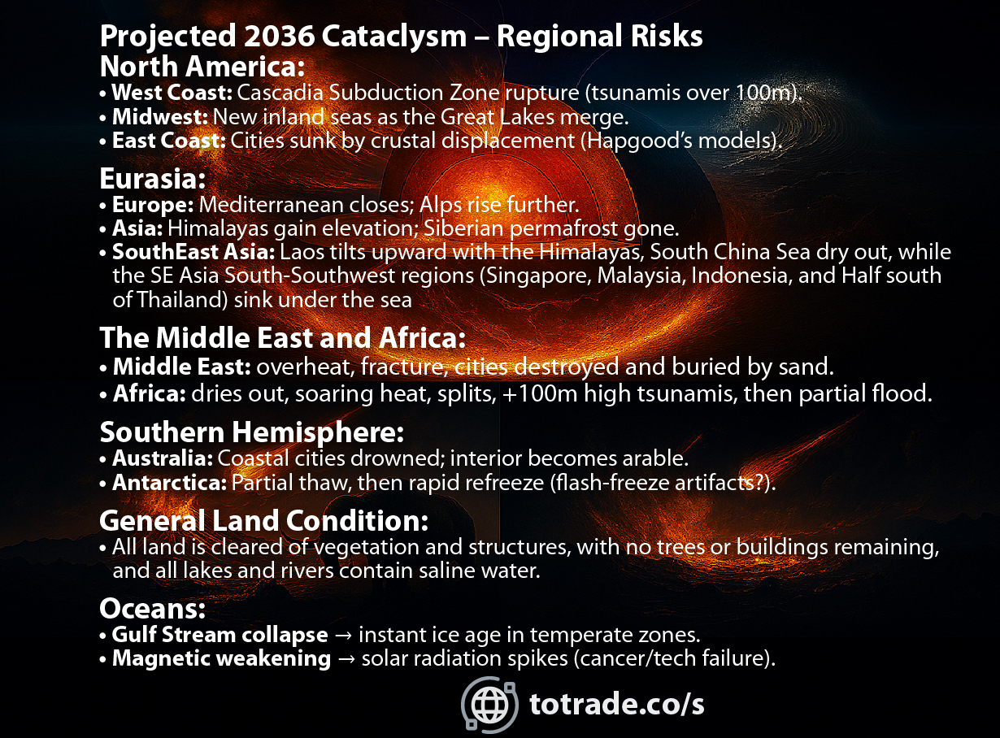 Projected 2036 Cataclysm – Regional Risks
North America:
• West Coast: Cascadia Subduction Zone rupture (tsunamis over 100m).
• Midwest: New inland seas as the Great Lakes merge.
• East Coast: Cities sunk by crustal displacement (Hapgood’s models).
Eurasia:
• Europe: Mediterranean closes; Alps rise further.
• Asia: Himalayas gain elevation; Siberian permafrost gone.
• SouthEast Asia: Laos tilts upward with the Himalayas, South China Sea dry out, while
the SE Asia South-Southwest regions (Singapore, Malaysia, Indonesia, and Half south
of Thailand) sink under the sea
The Middle East and Africa:
• Middle East: overheat, fracture, cities destroyed and buried by sand.
• Africa: dries out, soaring heat, splits, +100m high tsunamis, then partial flood.
Southern Hemisphere:
• Australia: Coastal cities drowned; interior becomes arable.
• Antarctica: Partial thaw, then rapid refreeze (flash-freeze artifacts?).
General Land Condition:
• All land is cleared of vegetation and structures, with no trees or buildings remaining,
and all lakes and rivers contain saline water.
Oceans:
• Gulf Stream collapse → instant ice age in temperate zones.
• Magnetic weakening → solar radiation spikes (cancer/tech failure).
totrade.co/s